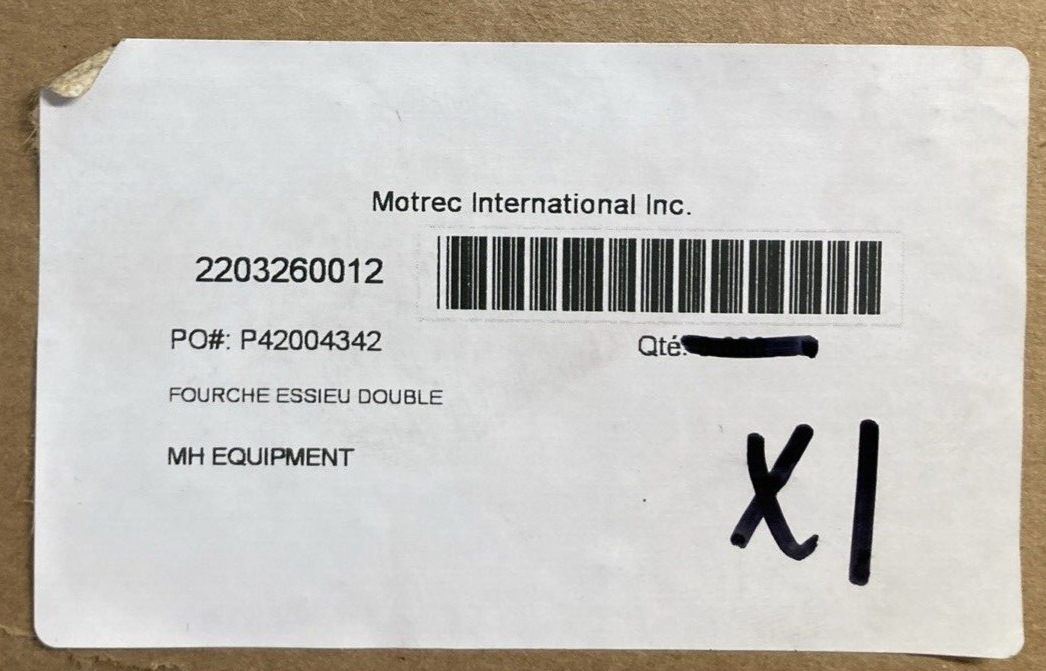 Motrec International Inc.
2203260012
PO#: P42004342
Qté:
FOURCHE ESSIEU DOUBLE
MH EQUIPMENT
X1